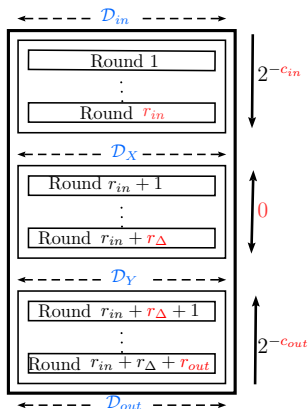 𝒟_in
Round 1
⋮
Round r_in
2^{-c_in}
𝒟_X
Round r_in + 1
⋮
Round r_in + r_Δ
0
𝒟_Y
Round r_in + r_Δ + 1
⋮
Round r_in + r_Δ + r_out
2^{-c_out}
𝒟_out